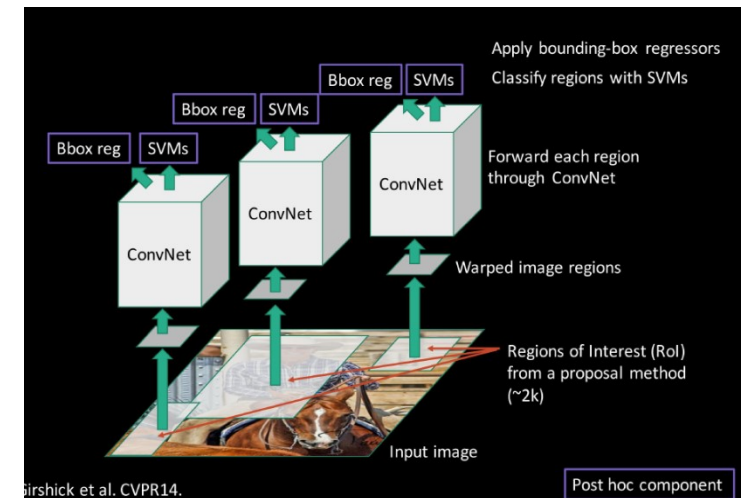 Apply bounding-box regressors
Bbox reg SVMs
Classify regions with SVMs
Bbox reg SVMs
Bbox reg SVMs
Forward each region
through ConvNet
ConvNet
ConvNet
ConvNet
Warped image regions
Regions of Interest (RoI)
from a proposal method
(~2k)
Input image
Girshick et al. CVPR14.
Post hoc component